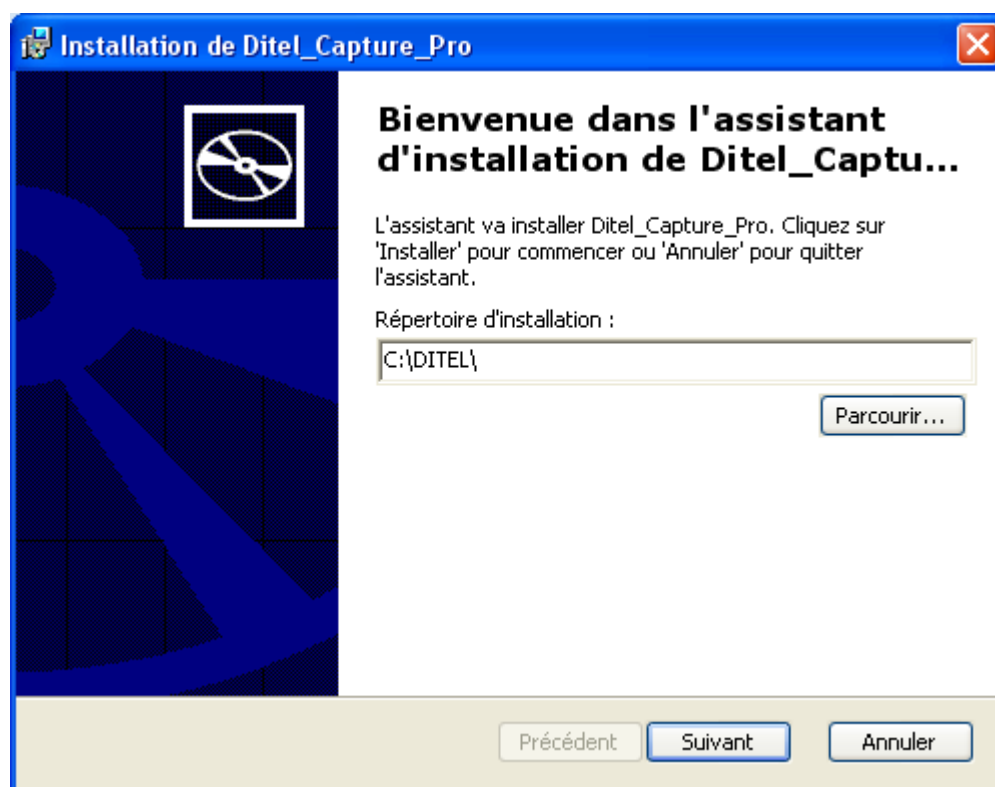 Installation de Ditel_Capture_Pro
Bienvenue dans l'assistant
d'installation de Ditel_Captu...
L'assistant va installer Ditel_Capture_Pro. Cliquez sur
'Installer' pour commencer ou 'Annuler' pour quitter
l'assistant.
Répertoire d'installation :
C:\DITEL\
Parcourir...
Précédent
Suivant
Annuler